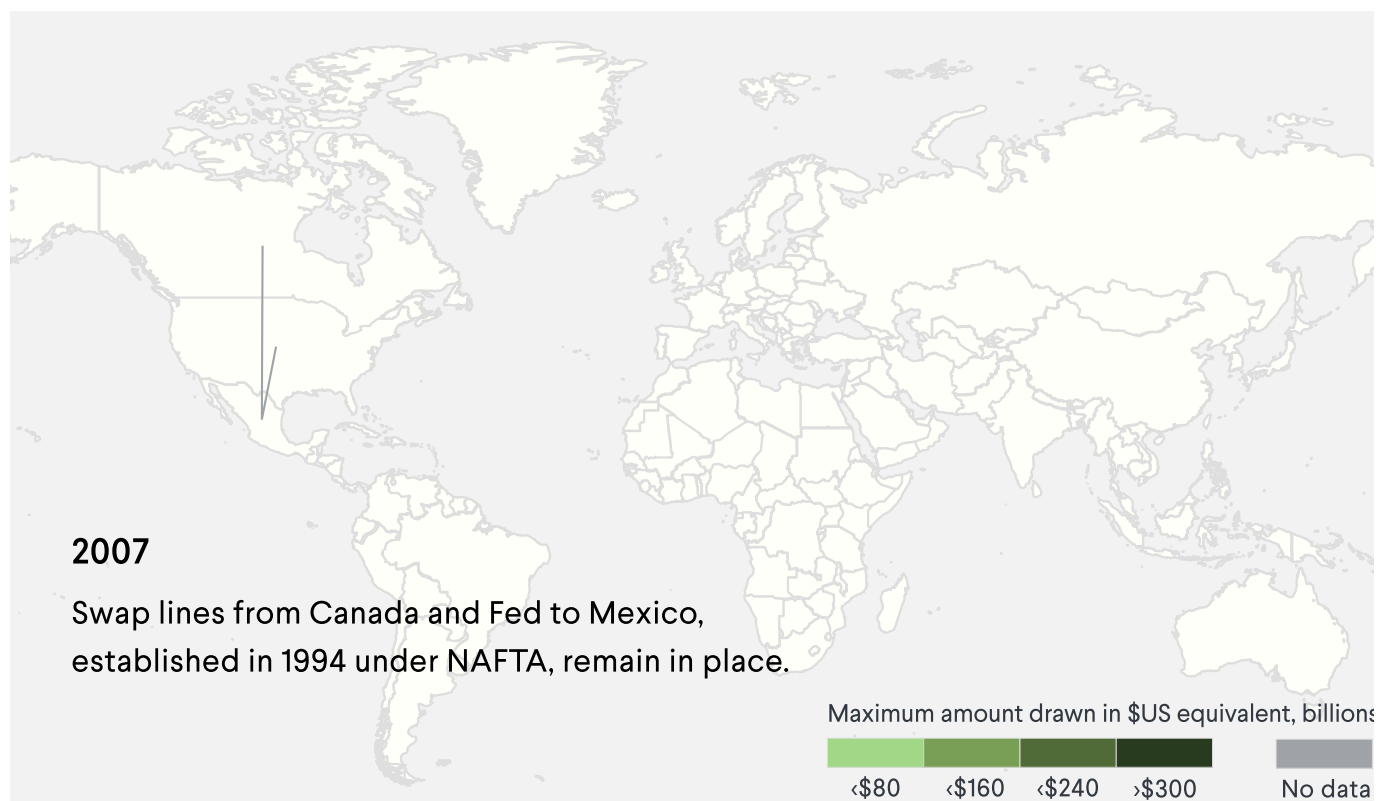 2007
Swap lines from Canada and Fed to Mexico,
established in 1994 under NAFTA, remain in place.
Maximum amount drawn in $US equivalent, billions
‹$80 ‹$160 ‹$240 ›$300 No data